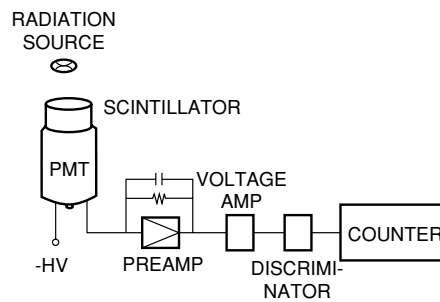 RADIATION
SOURCE
SCINTILLATOR
PMT
VOLTAGE
AMP
-HV
PREAMP
DISCRIMI-
NATOR
COUNTER